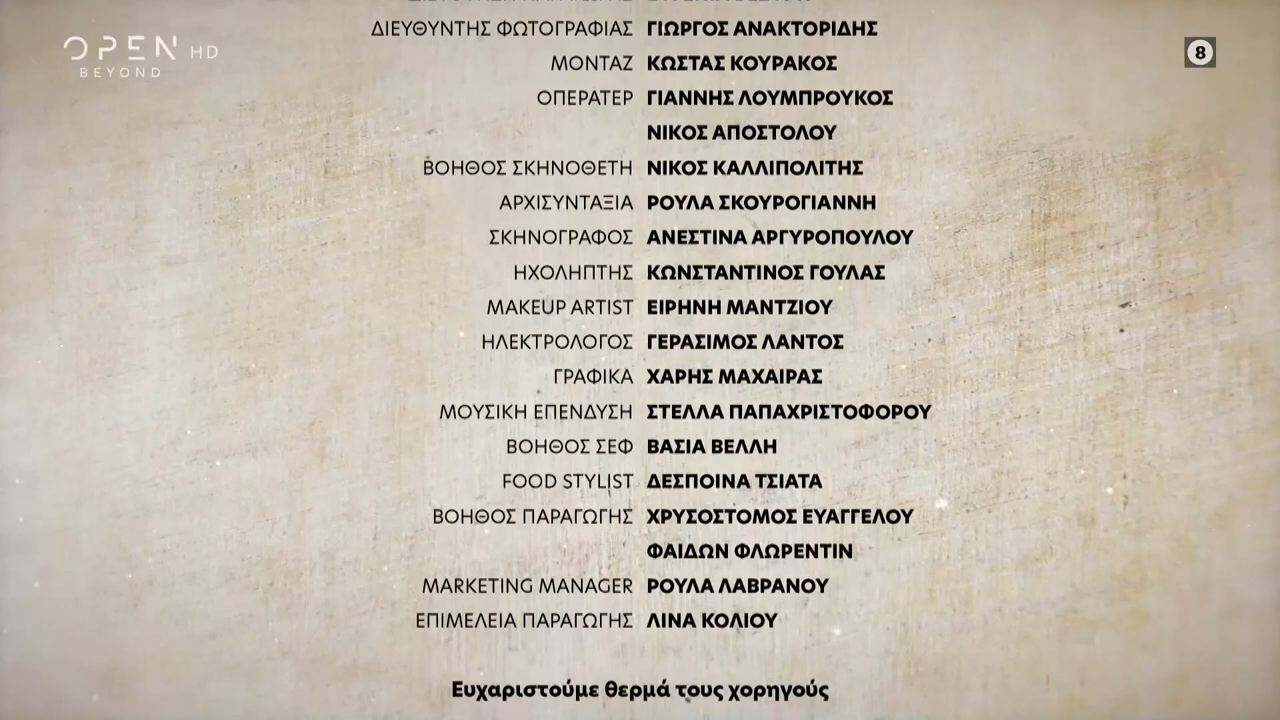 ΔΙΕΥΘΥΝΤΗΣ ΦΩΤΟΓΡΑΦΙΑΣ ΓΙΩΡΓΟΣ ΑΝΑΚΤΟΡΙΔΗΣ
OPEN HD
BEYOND
8
ΜΟΝΤΑΖ ΚΩΣΤΑΣ ΚΟΥΡΑΚΟΣ
ΟΠΕΡΑΤΕΡ ΓΙΑΝΝΗΣ ΛΟΥΜΠΡΟΥΚΟΣ
ΝΙΚΟΣ ΑΠΟΣΤΟΛΟΥ
ΒΟΗΘΟΣ ΣΚΗΝΟΘΕΤΗ ΝΙΚΟΣ ΚΑΛΛΙΠΟΛΙΤΗΣ
ΑΡΧΙΣΥΝΤΑΞΙΑ ΡΟΥΛΑ ΣΚΟΥΡΟΓΙΑΝΝΗ
ΣΚΗΝΟΓΡΑΦΟΣ ΑΝΕΣΤΙΝΑ ΑΡΓΥΡΟΠΟΥΛΟΥ
ΗΧΟΛΗΠΤΗΣ ΚΩΝΣΤΑΝΤΙΝΟΣ ΓΟΥΛΑΣ
MAKEUP ARTIST ΕΙΡΗΝΗ ΜΑΝΤΖΙΟΥ
ΗΛΕΚΤΡΟΛΟΓΟΣ ΓΕΡΑΣΙΜΟΣ ΛΑΝΤΟΣ
ΓΡΑΦΙΚΑ ΧΑΡΗΣ ΜΑΧΑΙΡΑΣ
ΜΟΥΣΙΚΗ ΕΠΕΝΔΥΣΗ ΣΤΕΛΛΑ ΠΑΠΑΧΡΙΣΤΟΦΟΡΟΥ
ΒΟΗΘΟΣ ΣΕΦ ΒΑΣΙΑ ΒΕΛΛΗ
FOOD STYLIST ΔΕΣΠΟΙΝΑ ΤΣΙΑΤΑ
ΒΟΗΘΟΣ ΠΑΡΑΓΩΓΗΣ ΧΡΥΣΟΣΤΟΜΟΣ ΕΥΑΓΓΕΛΟΥ
ΦΑΙΔΩΝ ΦΛΩΡΕΝΤΙΝ
MARKETING MANAGER ΡΟΥΛΑ ΛΑΒΡΑΝΟΥ
ΕΠΙΜΕΛΕΙΑ ΠΑΡΑΓΩΓΗΣ ΛΙΝΑ ΚΟΛΙΟΥ
Ευχαριστούμε θερμά τους χορηγούς